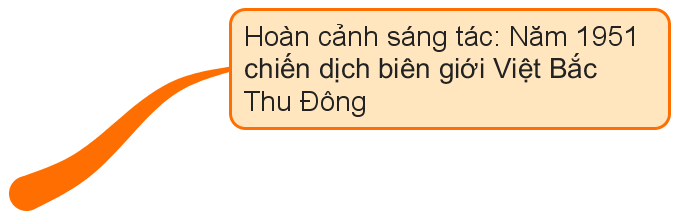 Hoàn cảnh sáng tác: Năm 1951
chiến dịch biên giới Việt Bắc
Thu Đông